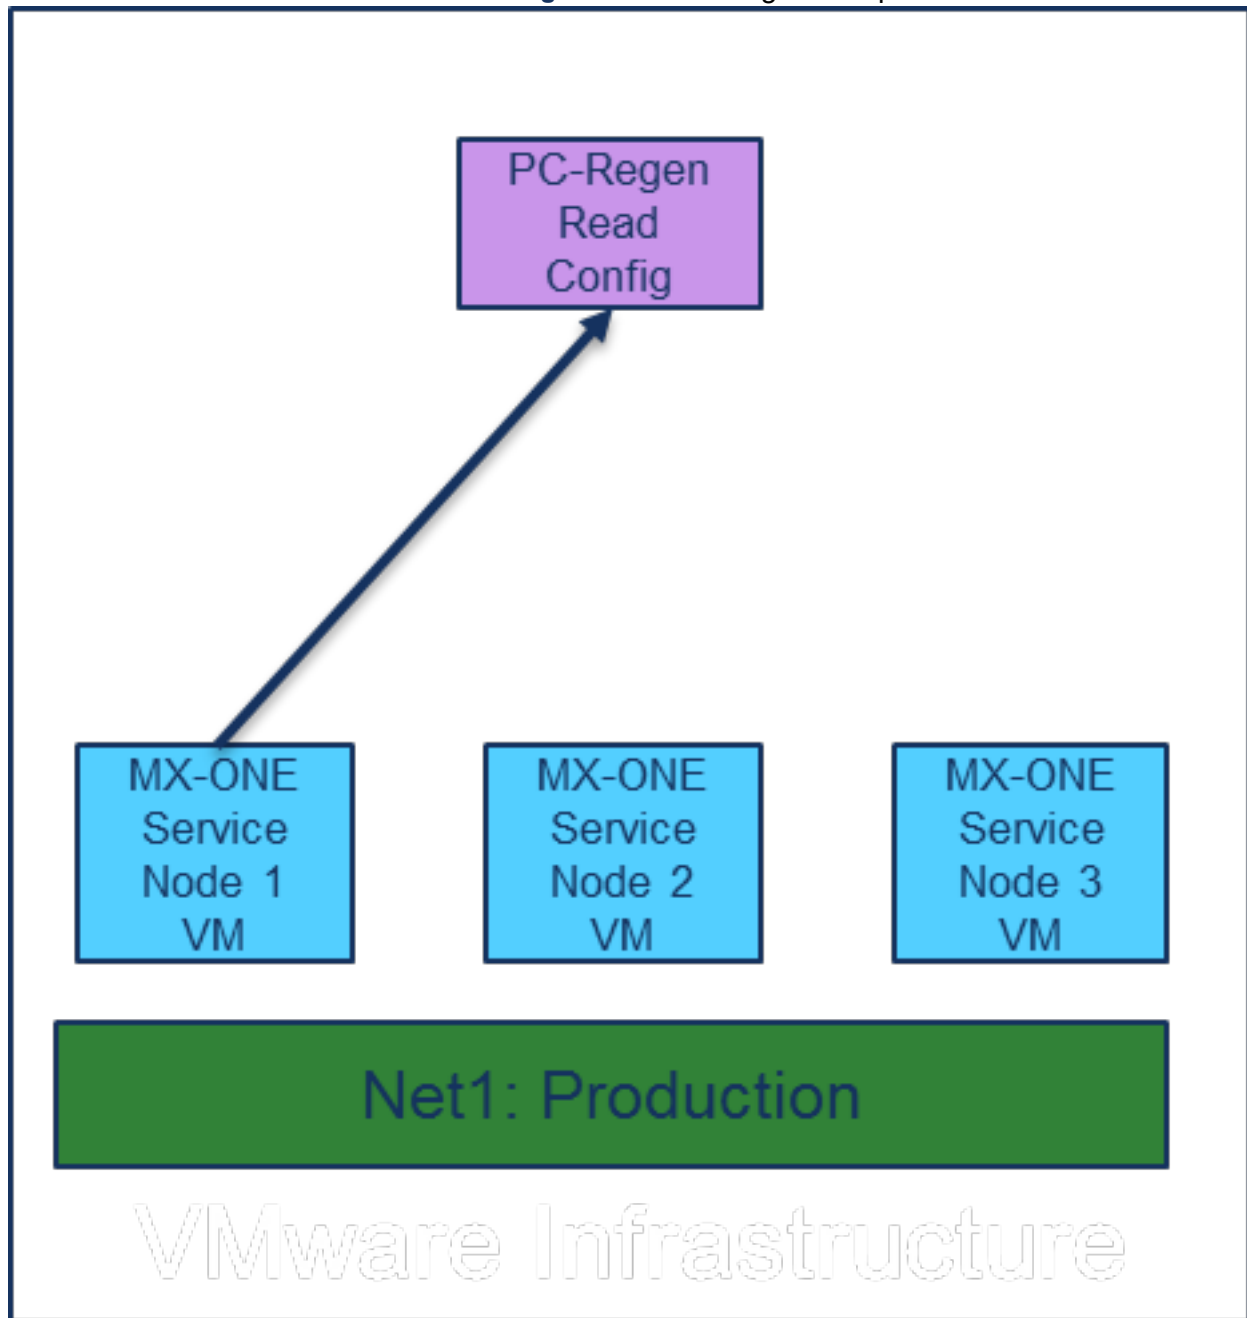 PC-Regen
Read
Config
MX-ONE
Service
Node 1
VM
MX-ONE
Service
Node 2
VM
MX-ONE
Service
Node 3
VM
Net1: Production
VMware Infrastructure